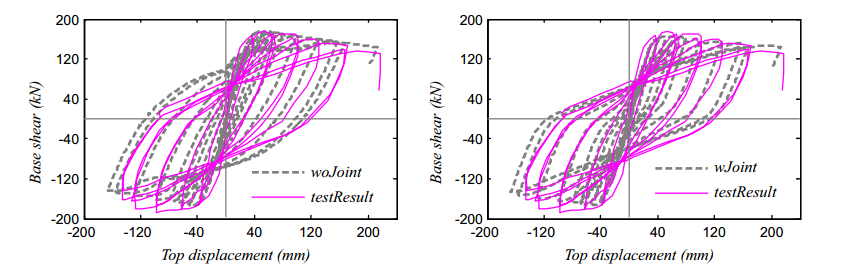 200
120
40
-40
-120
-200
Base shear (kN)
woJoint
testResult
-200 -120 -40 40 120 200
Top displacement (mm)
200
120
40
-40
-120
-200
Base shear (kN)
wJoint
testResult
-200 -120 -40 40 120 200
Top displacement (mm)